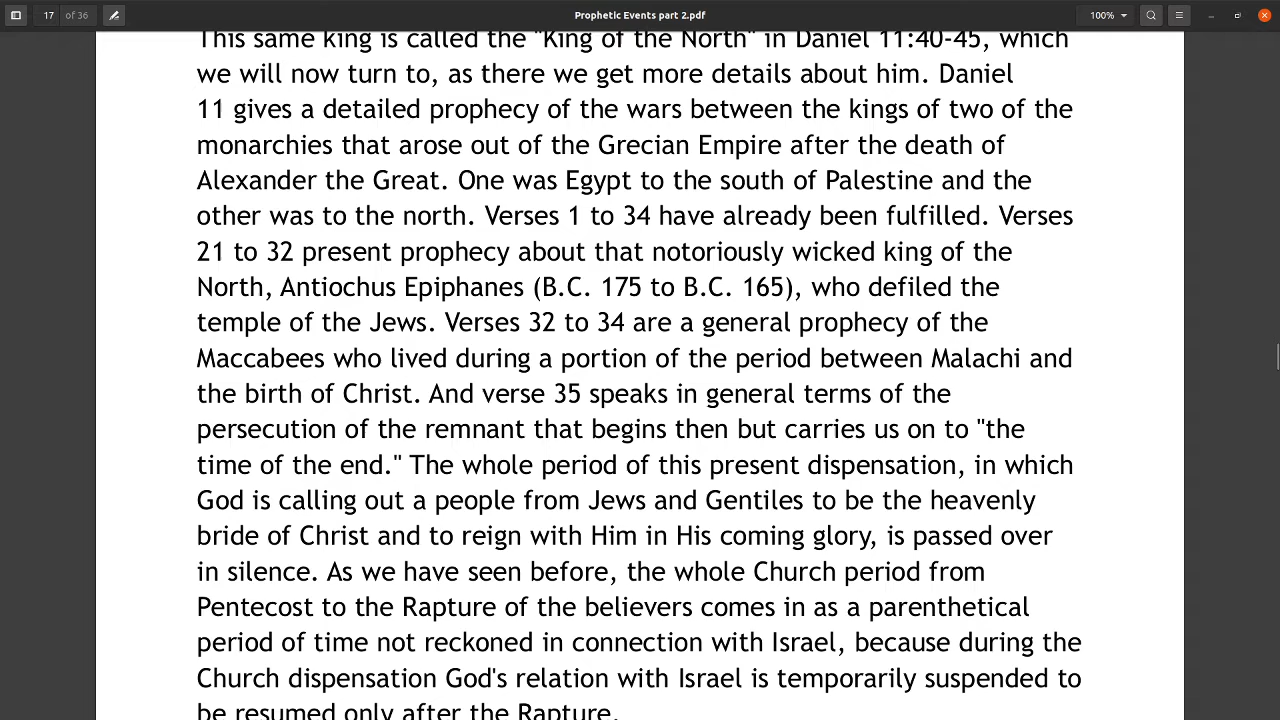 17 of 36
Prophetic Events part 2.pdf
100%
This same king is called the "King of the North" in Daniel 11:40-45, which
we will now turn to, as there we get more details about him. Daniel
11 gives a detailed prophecy of the wars between the kings of two of the
monarchies that arose out of the Grecian Empire after the death of
Alexander the Great. One was Egypt to the south of Palestine and the
other was to the north. Verses 1 to 34 have already been fulfilled. Verses
21 to 32 present prophecy about that notoriously wicked king of the
North, Antiochus Epiphanes (B.C. 175 to B.C. 165), who defiled the
temple of the Jews. Verses 32 to 34 are a general prophecy of the
Maccabees who lived during a portion of the period between Malachi and
the birth of Christ. And verse 35 speaks in general terms of the
persecution of the remnant that begins then but carries us on to "the
time of the end." The whole period of this present dispensation, in which
God is calling out a people from Jews and Gentiles to be the heavenly
bride of Christ and to reign with Him in His coming glory, is passed over
in silence. As we have seen before, the whole Church period from
Pentecost to the Rapture of the believers comes in as a parenthetical
period of time not reckoned in connection with Israel, because during the
Church dispensation God's relation with Israel is temporarily suspended to
be resumed only after the Rapture.